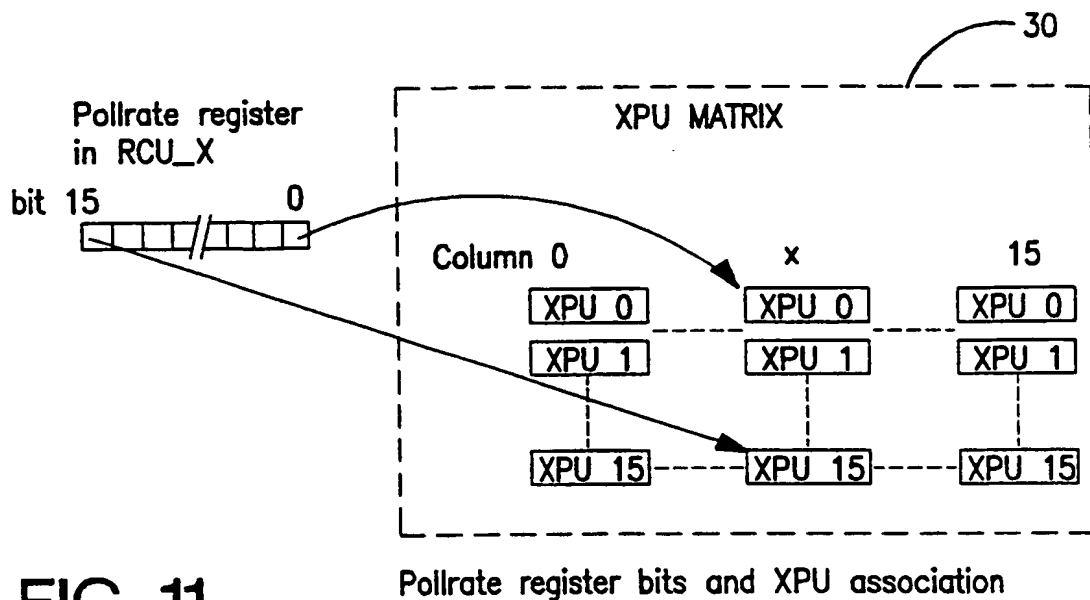 30
Pollrate register
in RCU_X
bit 15 0
XPU MATRIX
Column 0 x 15
XPU 0 XPU 0 XPU 0
XPU 1 XPU 1 XPU 1
XPU 15 XPU 15 XPU 15
FIG. 11
Pollrate register bits and XPU association